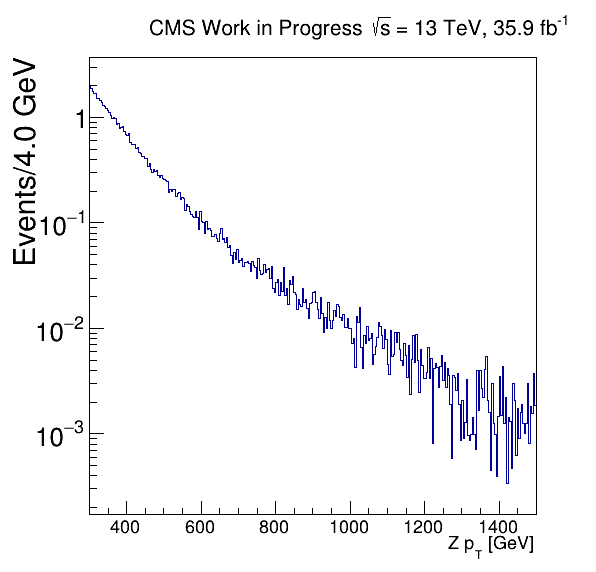 CMS Work in Progress √s = 13 TeV, 35.9 fb⁻¹
Events/4.0 GeV
1
10⁻¹
10⁻²
10⁻³
400 600 800 1000 1200 1400
Z p_T [GeV]